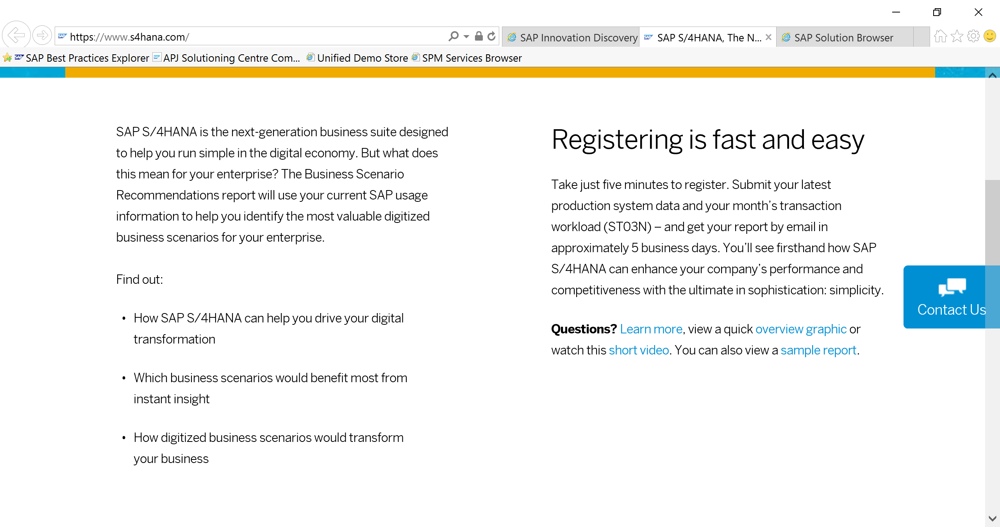 https://www.s4hana.com/
SAP Innovation Discovery
SAP S/4HANA, The N...
SAP Solution Browser
SAP Best Practices Explorer
APJ Solutioning Centre Com...
Unified Demo Store
SPM Services Browser
SAP S/4HANA is the next-generation business suite designed
to help you run simple in the digital economy. But what does
this mean for your enterprise? The Business Scenario
Recommendations report will use your current SAP usage
information to help you identify the most valuable digitized
business scenarios for your enterprise.
Find out:
• How SAP S/4HANA can help you drive your digital
transformation
• Which business scenarios would benefit most from
instant insight
• How digitized business scenarios would transform
your business
Registering is fast and easy
Take just five minutes to register. Submit your latest
production system data and your month’s transaction
workload (ST03N) – and get your report by email in
approximately 5 business days. You’ll see firsthand how SAP
S/4HANA can enhance your company’s performance and
competitiveness with the ultimate in sophistication: simplicity.
Questions? Learn more, view a quick overview graphic or
watch this short video. You can also view a sample report.
Contact Us